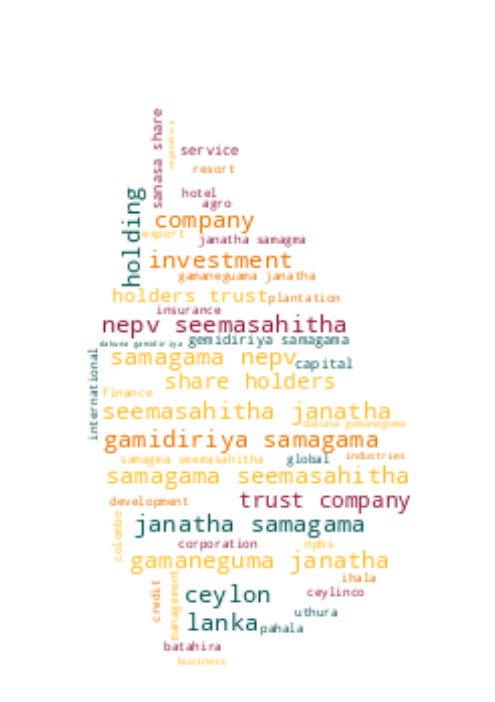 sanasa share
service
resort
holding
hotel
agro
company
export
janatha samagma
investment
gamaneguama janatha
holders trust
plantation
insurance
nepv seemasahitha
gemidiriya samagama
dakuna gamidiriya
samagama nepv
capital
international
share holders
finance
seemasahitha janatha
dakuna gamaneguma
gamidiriya samagama
samagma seemasahitha
global
industries
samagama seemasahitha
development
trust company
colombo
janatha samagama
corporation
npbs
gamaneguma janatha
ihala
credit
management
ceylon
ceylinco
uthura
lanka
pahala
batahira
business